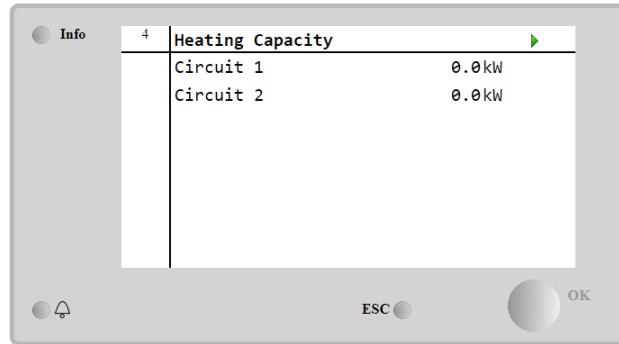 Info
4 Heating Capacity
Circuit 1 0.0kW
Circuit 2 0.0kW
ESC
OK